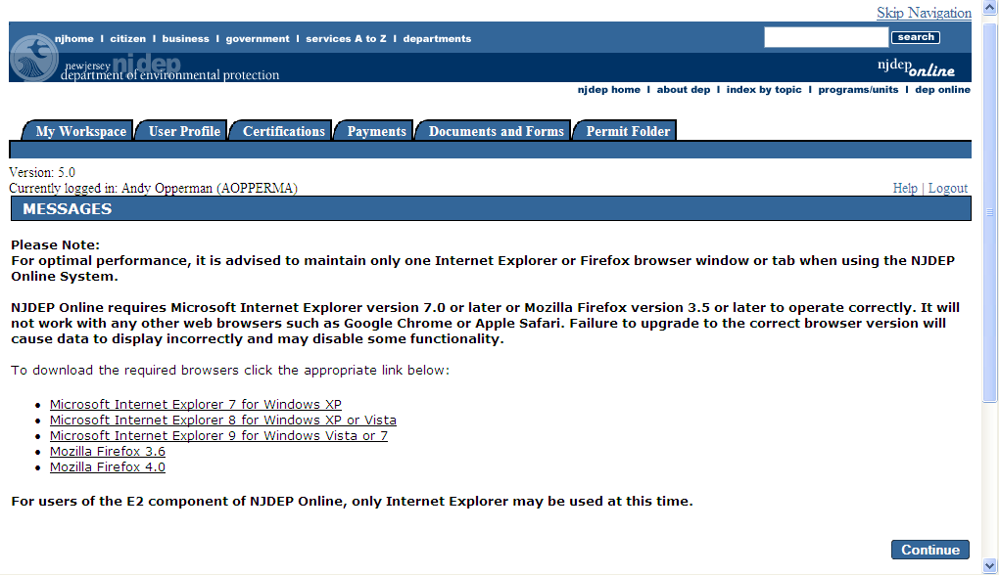 Skip Navigation
njhome | citizen | business | government | services A to Z | departments
search
newjersey njdep
department of environmental protection
njdep online
njdep home | about dep | index by topic | programs/units | dep online
My Workspace User Profile Certifications Payments Documents and Forms Permit Folder
Version: 5.0
Currently logged in: Andy Opperman (AOPPERMA)
Help | Logout
MESSAGES
Please Note:
For optimal performance, it is advised to maintain only one Internet Explorer or Firefox browser window or tab when using the NJDEP
Online System.
NJDEP Online requires Microsoft Internet Explorer version 7.0 or later or Mozilla Firefox version 3.5 or later to operate correctly. It will
not work with any other web browsers such as Google Chrome or Apple Safari. Failure to upgrade to the correct browser version will
cause data to display incorrectly and may disable some functionality.
To download the required browsers click the appropriate link below:
• Microsoft Internet Explorer 7 for Windows XP
• Microsoft Internet Explorer 8 for Windows XP or Vista
• Microsoft Internet Explorer 9 for Windows Vista or 7
• Mozilla Firefox 3.6
• Mozilla Firefox 4.0
For users of the E2 component of NJDEP Online, only Internet Explorer may be used at this time.
Continue